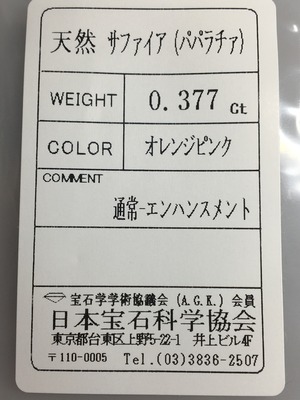 天然 サファイア (パパラチァ)
WEIGHT 0.377 Ct
COLOR オレンジピンク
COMMENT
通常-エンハンスメント
宝石学学術協議会 (A.G.K.) 会員
日本宝石科学協会
東京都台東区上野5-22-1 井上ビル4F
〒110-0005 Tel.(03)3836-2507